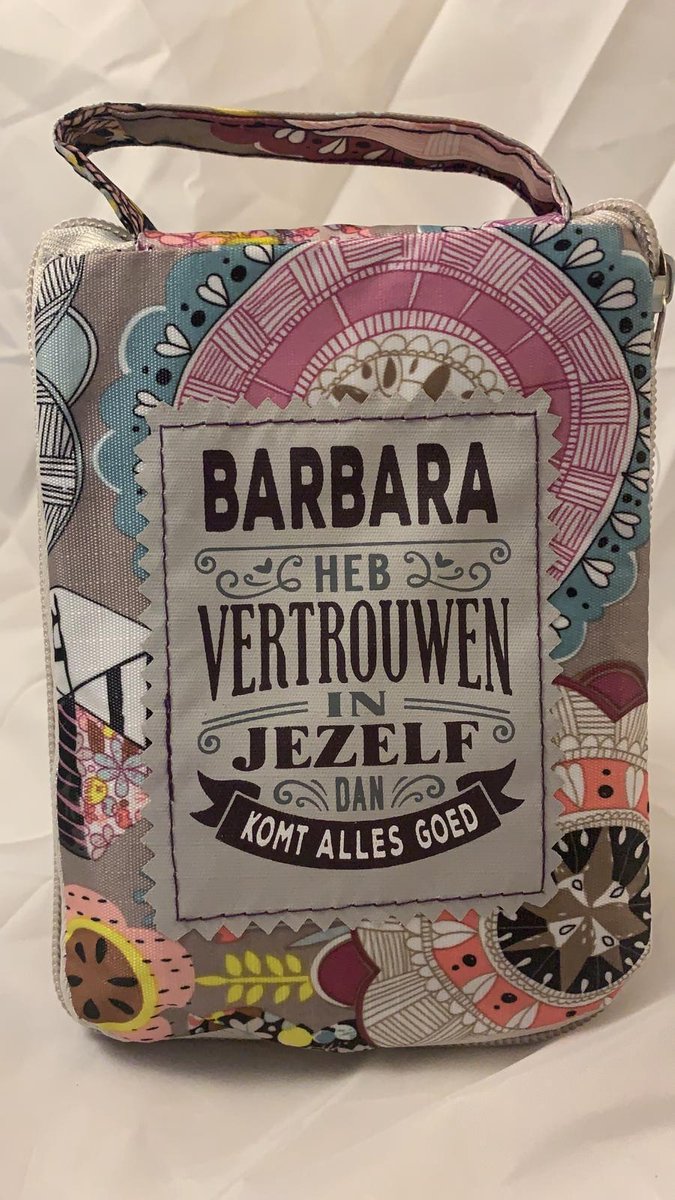 BARBARA
HEB
VERTROUWEN
IN
JEZELF
DAN
KOMT ALLES GOED